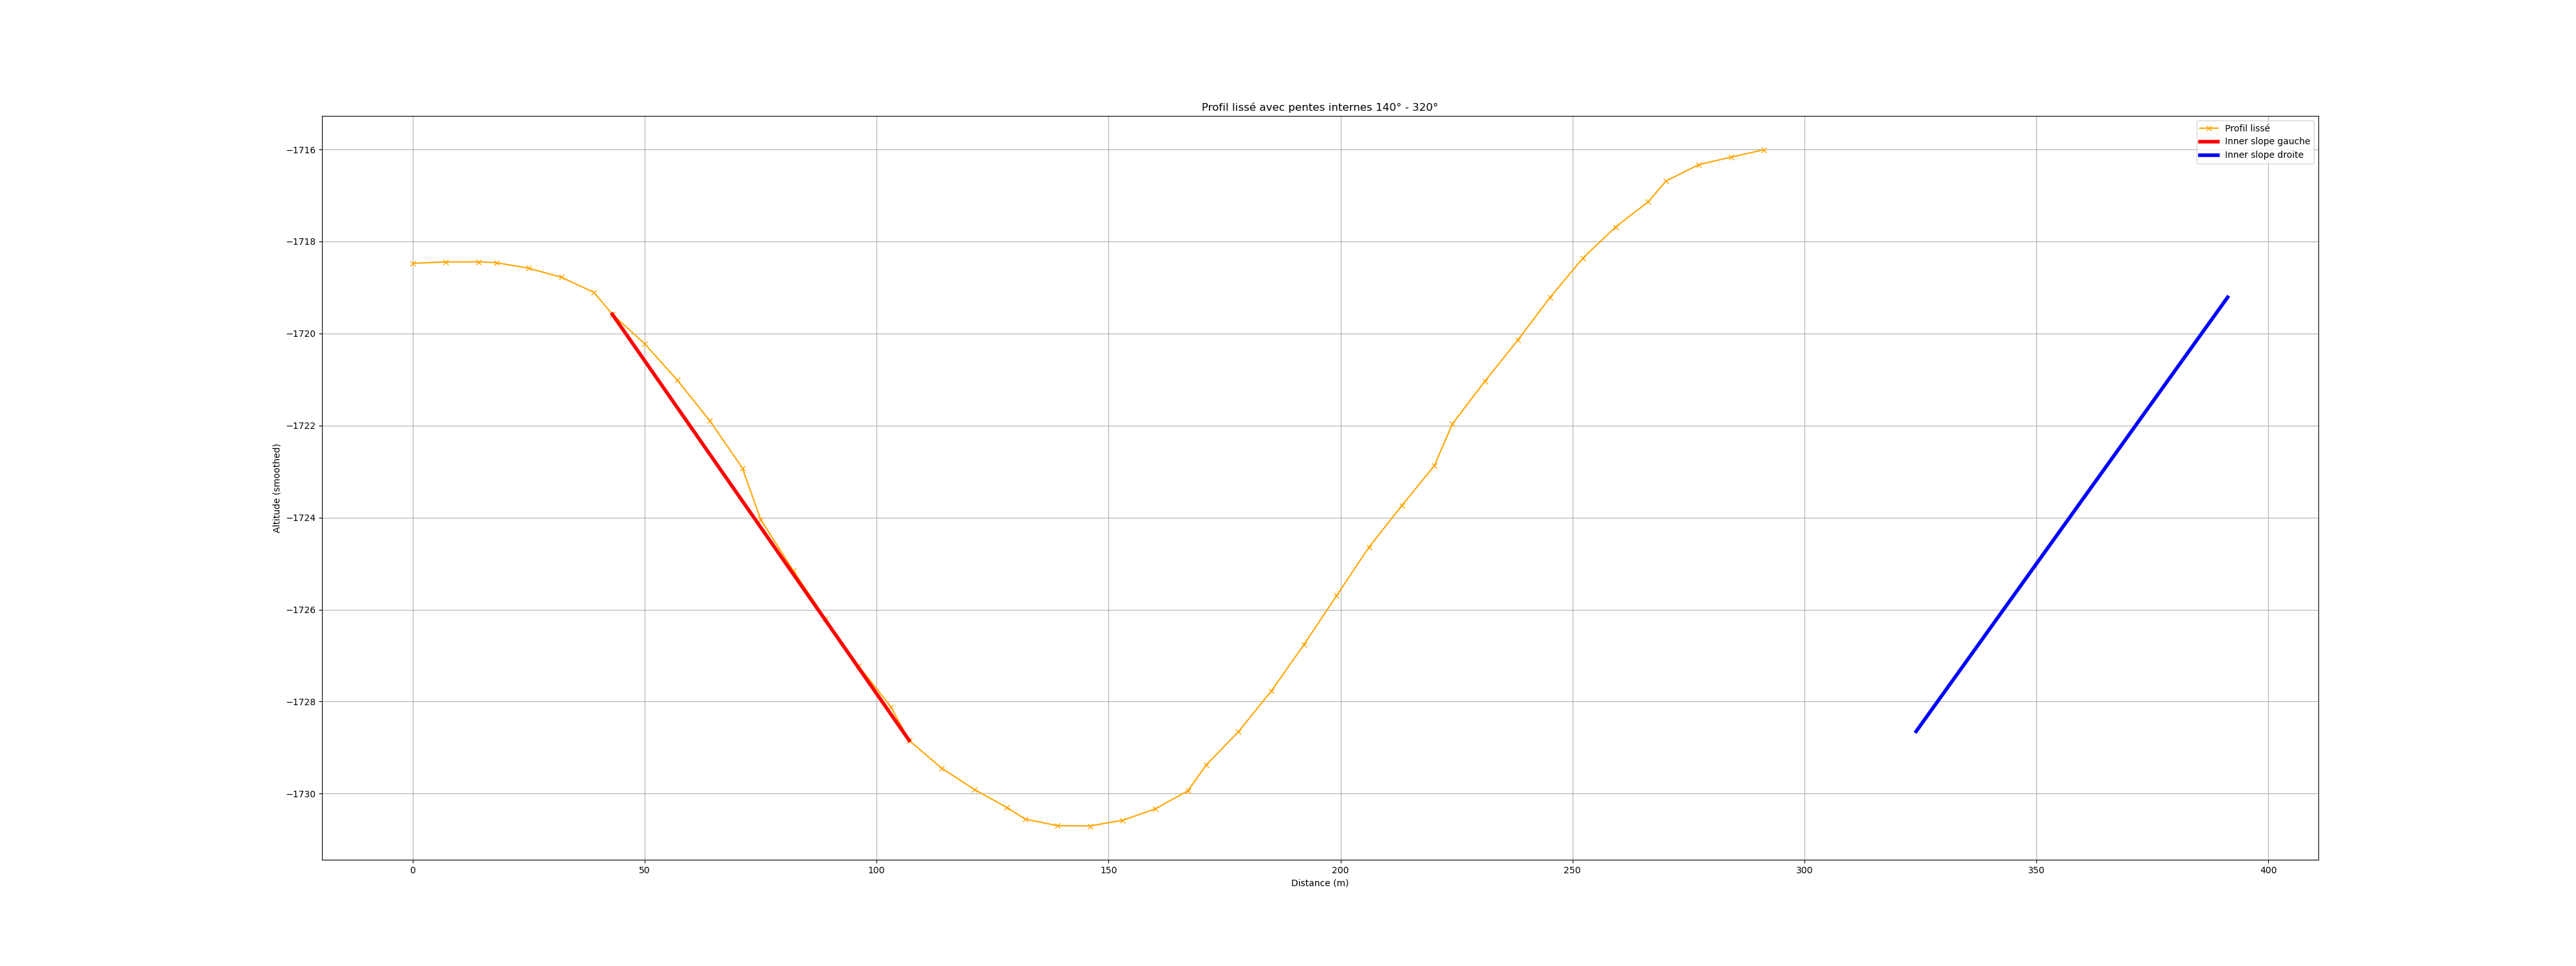 Profil lissé avec pentes internes 140° - 320°
Profil lissé
Inner slope gauche
Inner slope droite
Altitude (smoothed)
−1716
−1718
−1720
−1722
−1724
−1726
−1728
−1730
0
50
100
150
200
250
300
350
400
Distance (m)